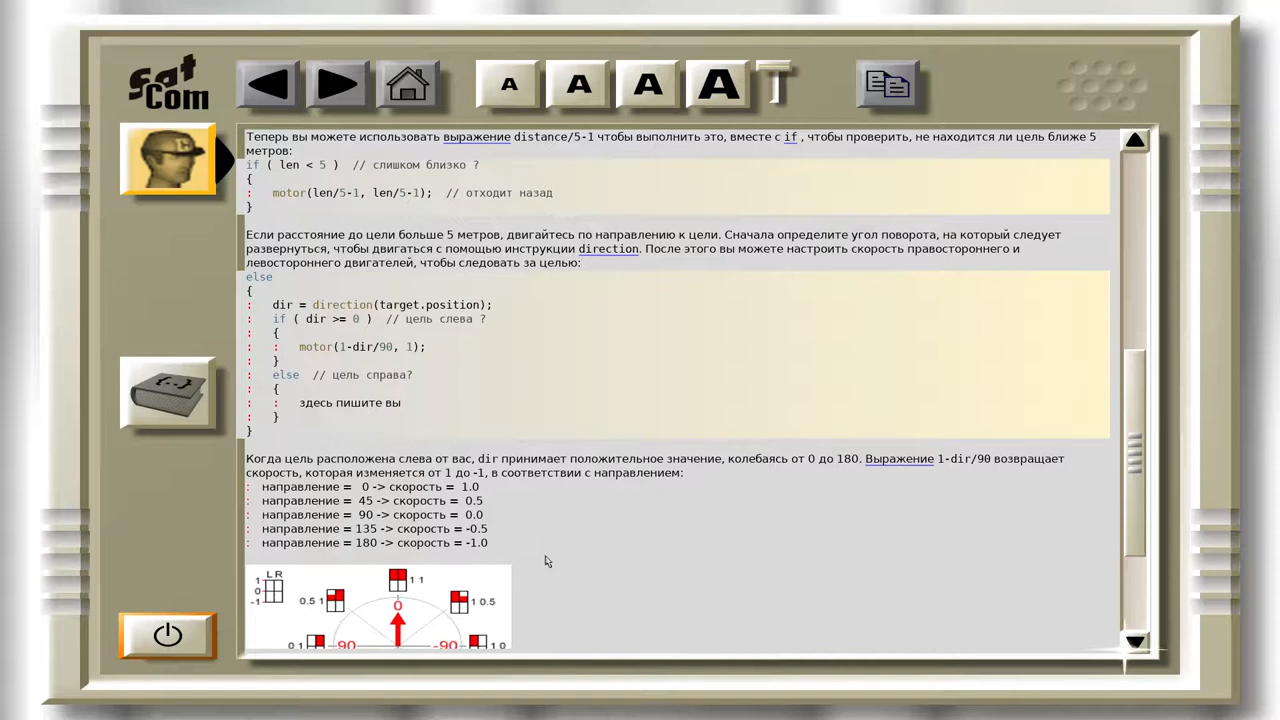 Sat Com
A A A A
Теперь вы можете использовать выражение distance/5-1 чтобы выполнить это, вместе с if , чтобы проверить, не находится ли цель ближе 5
метров:
if ( len < 5 )  // слишком близко ?
{
:   motor(len/5-1, len/5-1);  // отходит назад
}
Если расстояние до цели больше 5 метров, двигайтесь по направлению к цели. Сначала определите угол поворота, на который следует
развернуться, чтобы двигаться с помощью инструкции direction. После этого вы можете настроить скорость правостороннего и
левостороннего двигателей, чтобы следовать за целью:
else
{
:   dir = direction(target.position);
:   if ( dir >= 0 )  // цель слева ?
:   {
:   :   motor(1-dir/90, 1);
:   }
:   else  // цель справа?
:   {
:   :   здесь пишите вы
:   }
}
Когда цель расположена слева от вас, dir принимает положительное значение, колебаясь от 0 до 180. Выражение 1-dir/90 возвращает
скорость, которая изменяется от 1 до -1, в соответствии с направлением:
:  направление =   0 -> скорость =  1.0
:  направление =  45 -> скорость =  0.5
:  направление =  90 -> скорость =  0.0
:  направление = 135 -> скорость = -0.5
:  направление = 180 -> скорость = -1.0
L R
1
0
-1
1 1
0.5 1
0
1 0.5
0 1
90
-90
1 0
{..}